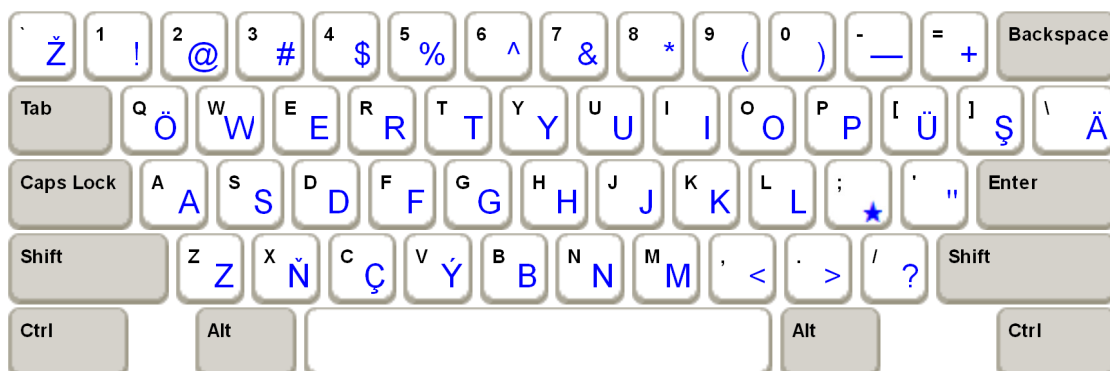 ` Ž 1 ! 2 @ 3 # 4 $ 5 % 6 ^ 7 & 8 * 9 ( 0 ) - — = + Backspace
Tab Q Ö W W E E R R T T Y Y U U I I O O P P [ Ü ] Ş \ Ä
Caps Lock A A S S D D F F G G H H J J K K L L ; ★ ' " Enter
Shift Z Z X Ň C Ç V Ý B B N N M M , < . > / ? Shift
Ctrl Alt Alt Ctrl